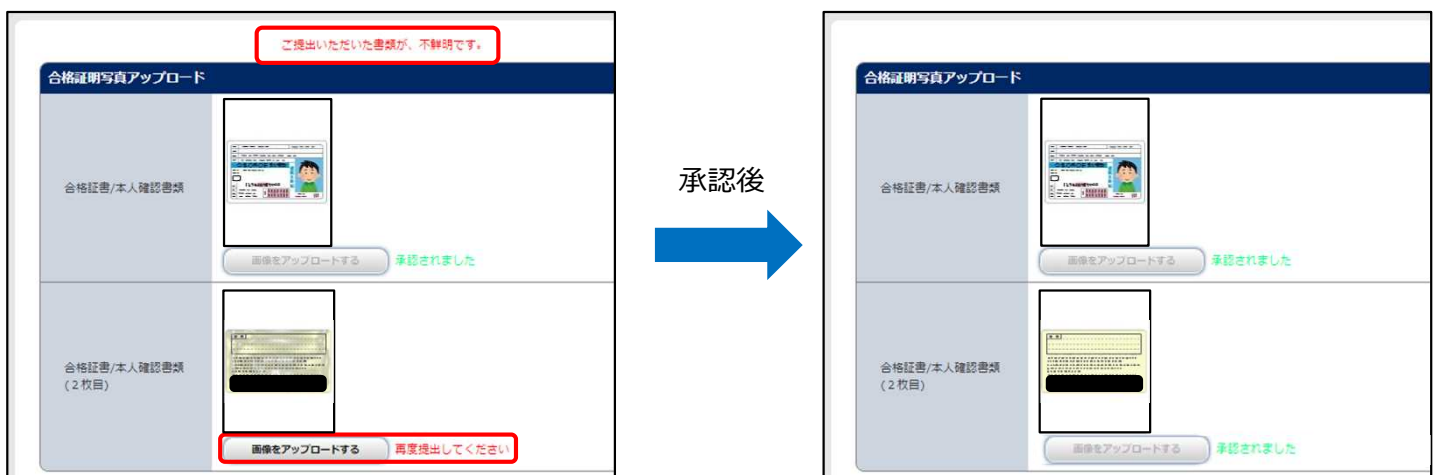 ご提出いただいた書類が、不鮮明です。
合格証明写真アップロード
合格証書/本人確認書類
画像をアップロードする 承認されました
合格証書/本人確認書類
(2枚目)
画像をアップロードする 再度提出してください
承認後
合格証明写真アップロード
合格証書/本人確認書類
画像をアップロードする 承認されました
合格証書/本人確認書類
(2枚目)
画像をアップロードする 承認されました